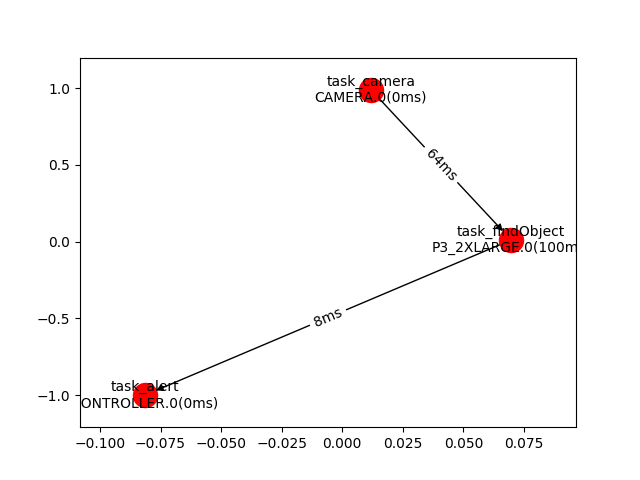 task_camera
CAMERA.0(0ms)
64ms
task_findObject
P3_2XLARGE.0(100m
8ms
task_alert
ONTROLLER.0(0ms)
1.0
0.5
0.0
−0.5
−1.0
−0.100 −0.075 −0.050 −0.025 0.000 0.025 0.050 0.075